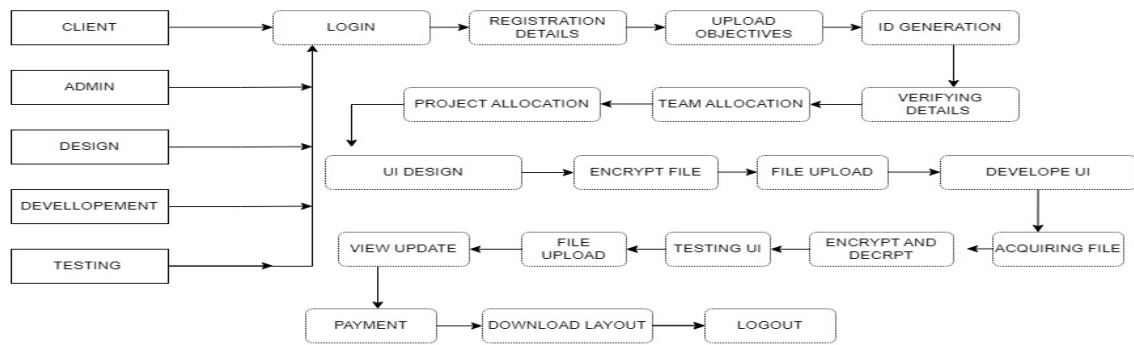 CLIENT
LOGIN
REGISTRATION
DETAILS
UPLOAD
OBJECTIVES
ID GENERATION
ADMIN
PROJECT ALLOCATION
TEAM ALLOCATION
VERIFYING
DETAILS
DESIGN
UI DESIGN
ENCRYPT FILE
FILE UPLOAD
DEVELOPE UI
DEVELLOPEMENT
TESTING
VIEW UPDATE
FILE
UPLOAD
TESTING UI
ENCRYPT AND
DECRPT
ACQUIRING FILE
PAYMENT
DOWNLOAD LAYOUT
LOGOUT